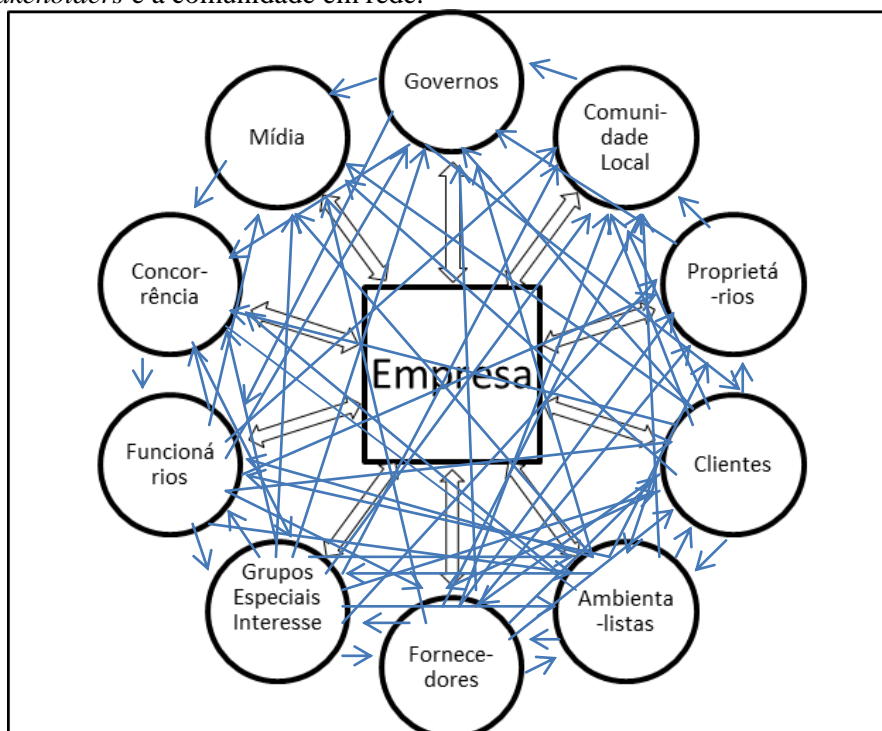 akeholders e a comunidade em rede.
Governos
Comuni-
dade
Local
Mídia
Concor-
rência
Proprietá
-rios
Empresa
Funcioná
rios
Clientes
Grupos
Especiais
Interesse
Ambienta
-listas
Fornece-
dores